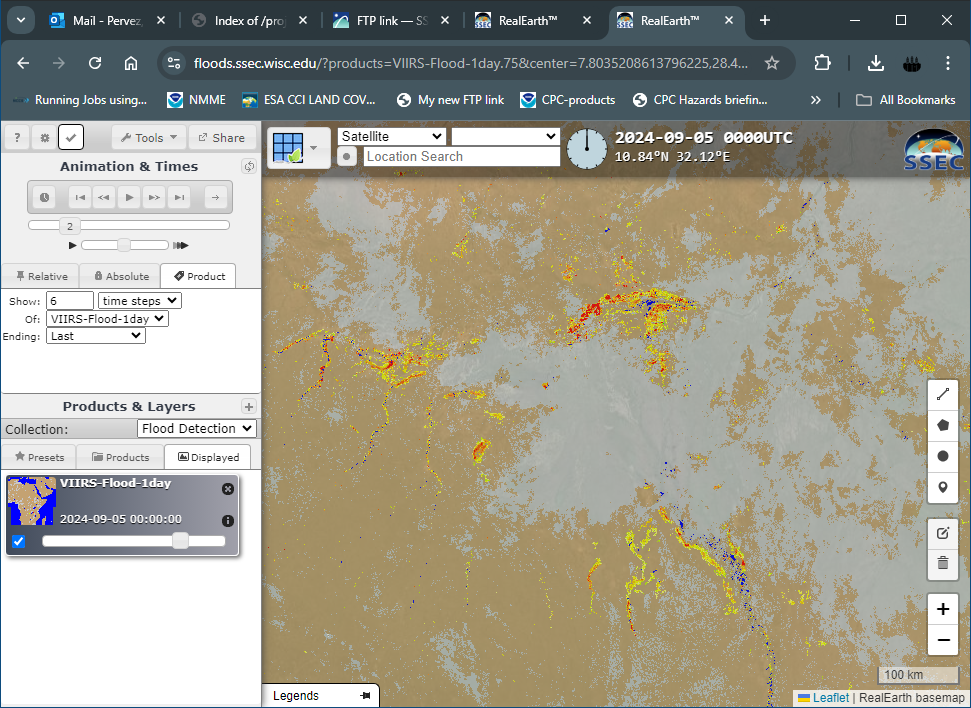 Mail - Pervez,
Index of /proj
FTP link — SS
RealEarth™
RealEarth™
floods.ssec.wisc.edu/?products=VIIRS-Flood-1day.75&center=7.8035208613796225,28.4...
Running Jobs using...
NMME
ESA CCI LAND COV...
My new FTP link
CPC-products
CPC Hazards briefin...
»
All Bookmarks
?
Tools
Share
Satellite
Location Search
2024-09-05 0000UTC
10.84°N 32.12°E
SSEC
Animation & Times
2
Relative
Absolute
Product
Show: 6 time steps
Of: VIIRS-Flood-1day
Ending: Last
Products & Layers
+
Collection: Flood Detection
Presets
Products
Displayed
VIIRS-Flood-1day
2024-09-05 00:00:00
+
−
100 km
Legends
Leaflet | RealEarth basemap